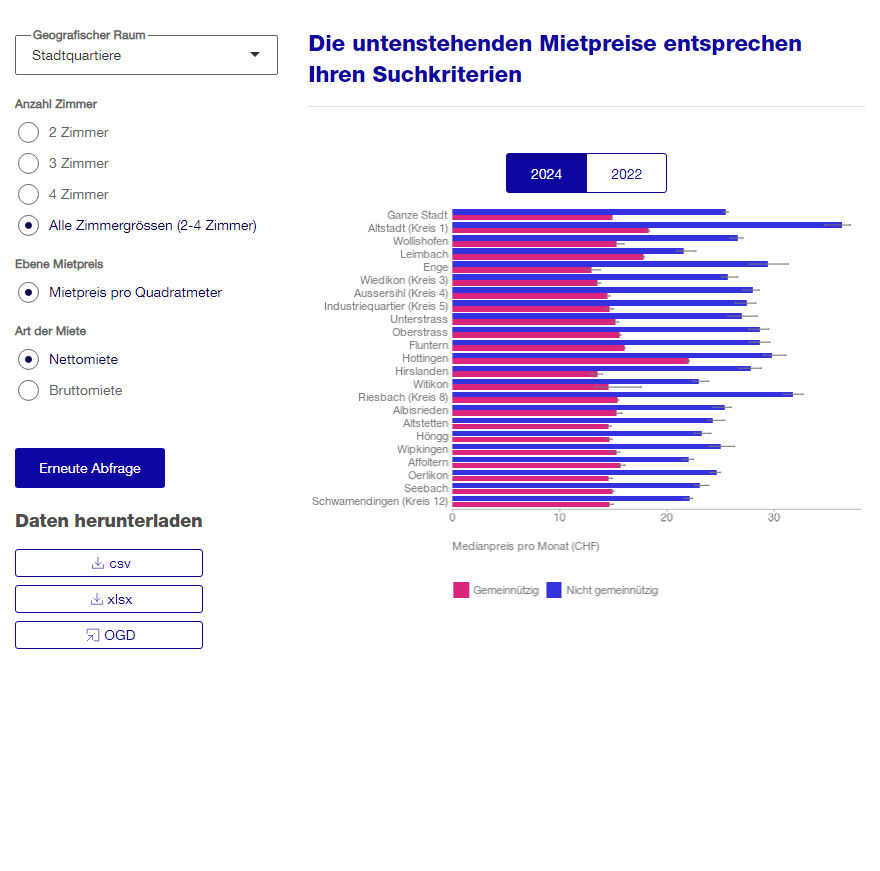 Geografischer Raum
Stadtquartiere
Anzahl Zimmer
2 Zimmer
3 Zimmer
4 Zimmer
Alle Zimmergrössen (2-4 Zimmer)
Ebene Mietpreis
Mietpreis pro Quadratmeter
Art der Miete
Nettomiete
Bruttomiete
Erneute Abfrage
Daten herunterladen
csv
xlsx
OGD
Die untenstehenden Mietpreise entsprechen
Ihren Suchkriterien
2024 2022
Ganze Stadt
Altstadt (Kreis 1)
Wollishofen
Leimbach
Enge
Wiedikon (Kreis 3)
Aussersihl (Kreis 4)
Industriequartier (Kreis 5)
Unterstrass
Oberstrass
Fluntern
Hottingen
Hirslanden
Witikon
Riesbach (Kreis 8)
Albisrieden
Altstetten
Höngg
Wipkingen
Affoltern
Oerlikon
Seebach
Schwamendingen (Kreis 12)
0 10 20 30
Medianpreis pro Monat (CHF)
Gemeinnützig Nicht gemeinnützig